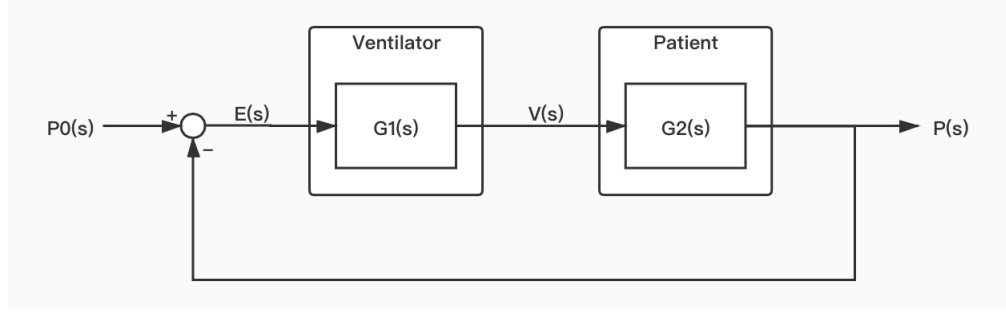 Ventilator
Patient
P0(s)
+
E(s)
G1(s)
V(s)
G2(s)
P(s)
−